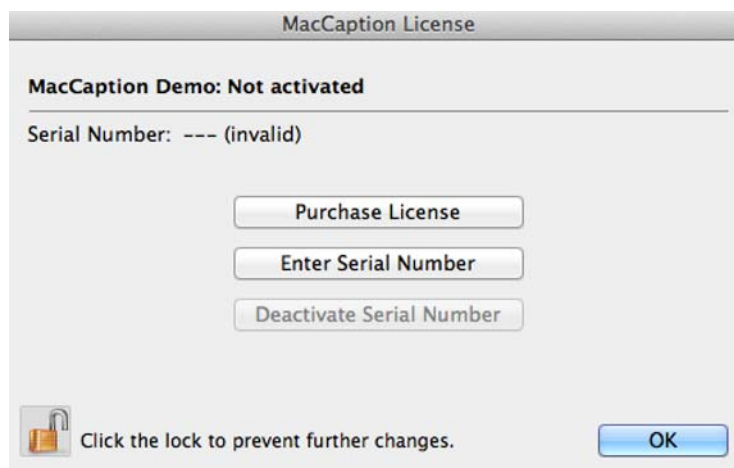 MacCaption License
MacCaption Demo: Not activated
Serial Number: --- (invalid)
Purchase License
Enter Serial Number
Deactivate Serial Number
Click the lock to prevent further changes.
OK